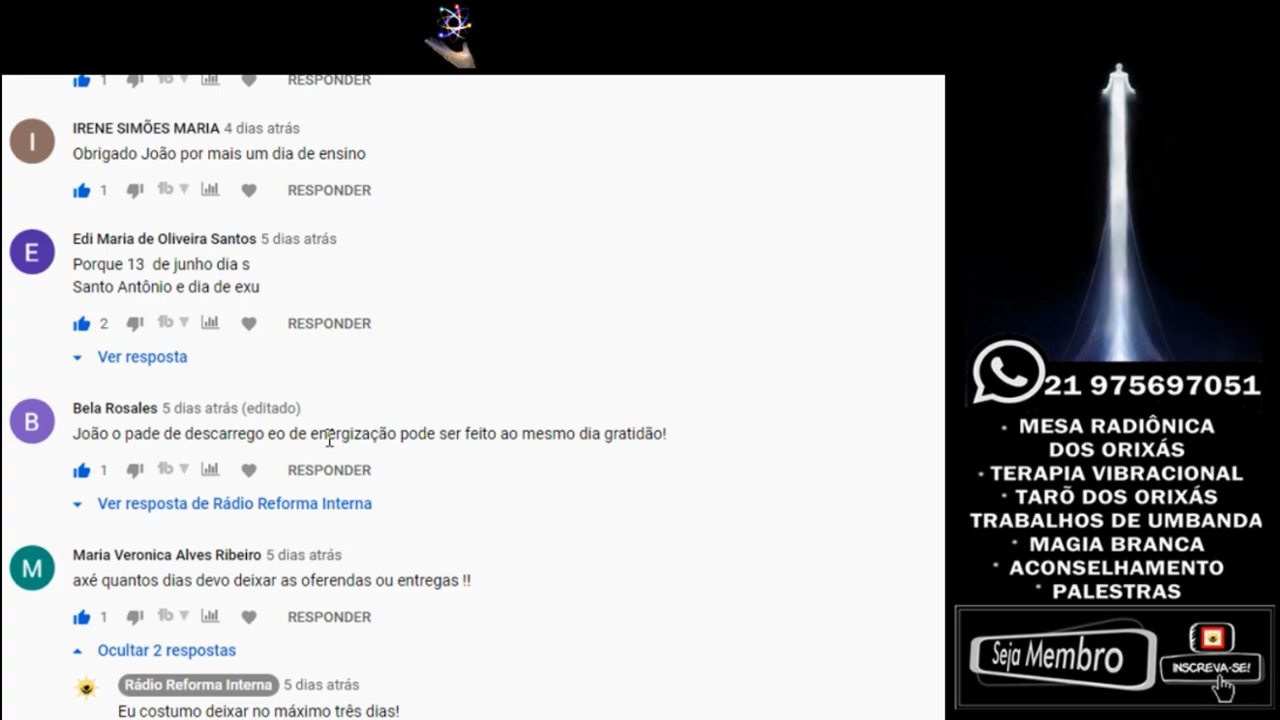 1 RESPONDER
I
IRENE SIMÕES MARIA 4 dias atrás
Obrigado João por mais um dia de ensino
1 RESPONDER
E
Edi Maria de Oliveira Santos 5 dias atrás
Porque 13 de junho dia s
Santo Antônio e dia de exu
2 RESPONDER
Ver resposta
B
Bela Rosales 5 dias atrás (editado)
João o pade de descarrego eo de energização pode ser feito ao mesmo dia gratidão!
1 RESPONDER
Ver resposta de Rádio Reforma Interna
M
Maria Veronica Alves Ribeiro 5 dias atrás
axé quantos dias devo deixar as oferendas ou entregas !!
1 RESPONDER
Ocultar 2 respostas
Rádio Reforma Interna 5 dias atrás
Eu costumo deixar no máximo três dias!
21 975697051
· MESA RADIÔNICA
DOS ORIXÁS
· TERAPIA VIBRACIONAL
* TARÕ DOS ORIXÁS
TRABALHOS DE UMBANDA
* MAGIA BRANCA
* ACONSELHAMENTO
* PALESTRAS
Seja Membro
INSCREVA-SE!